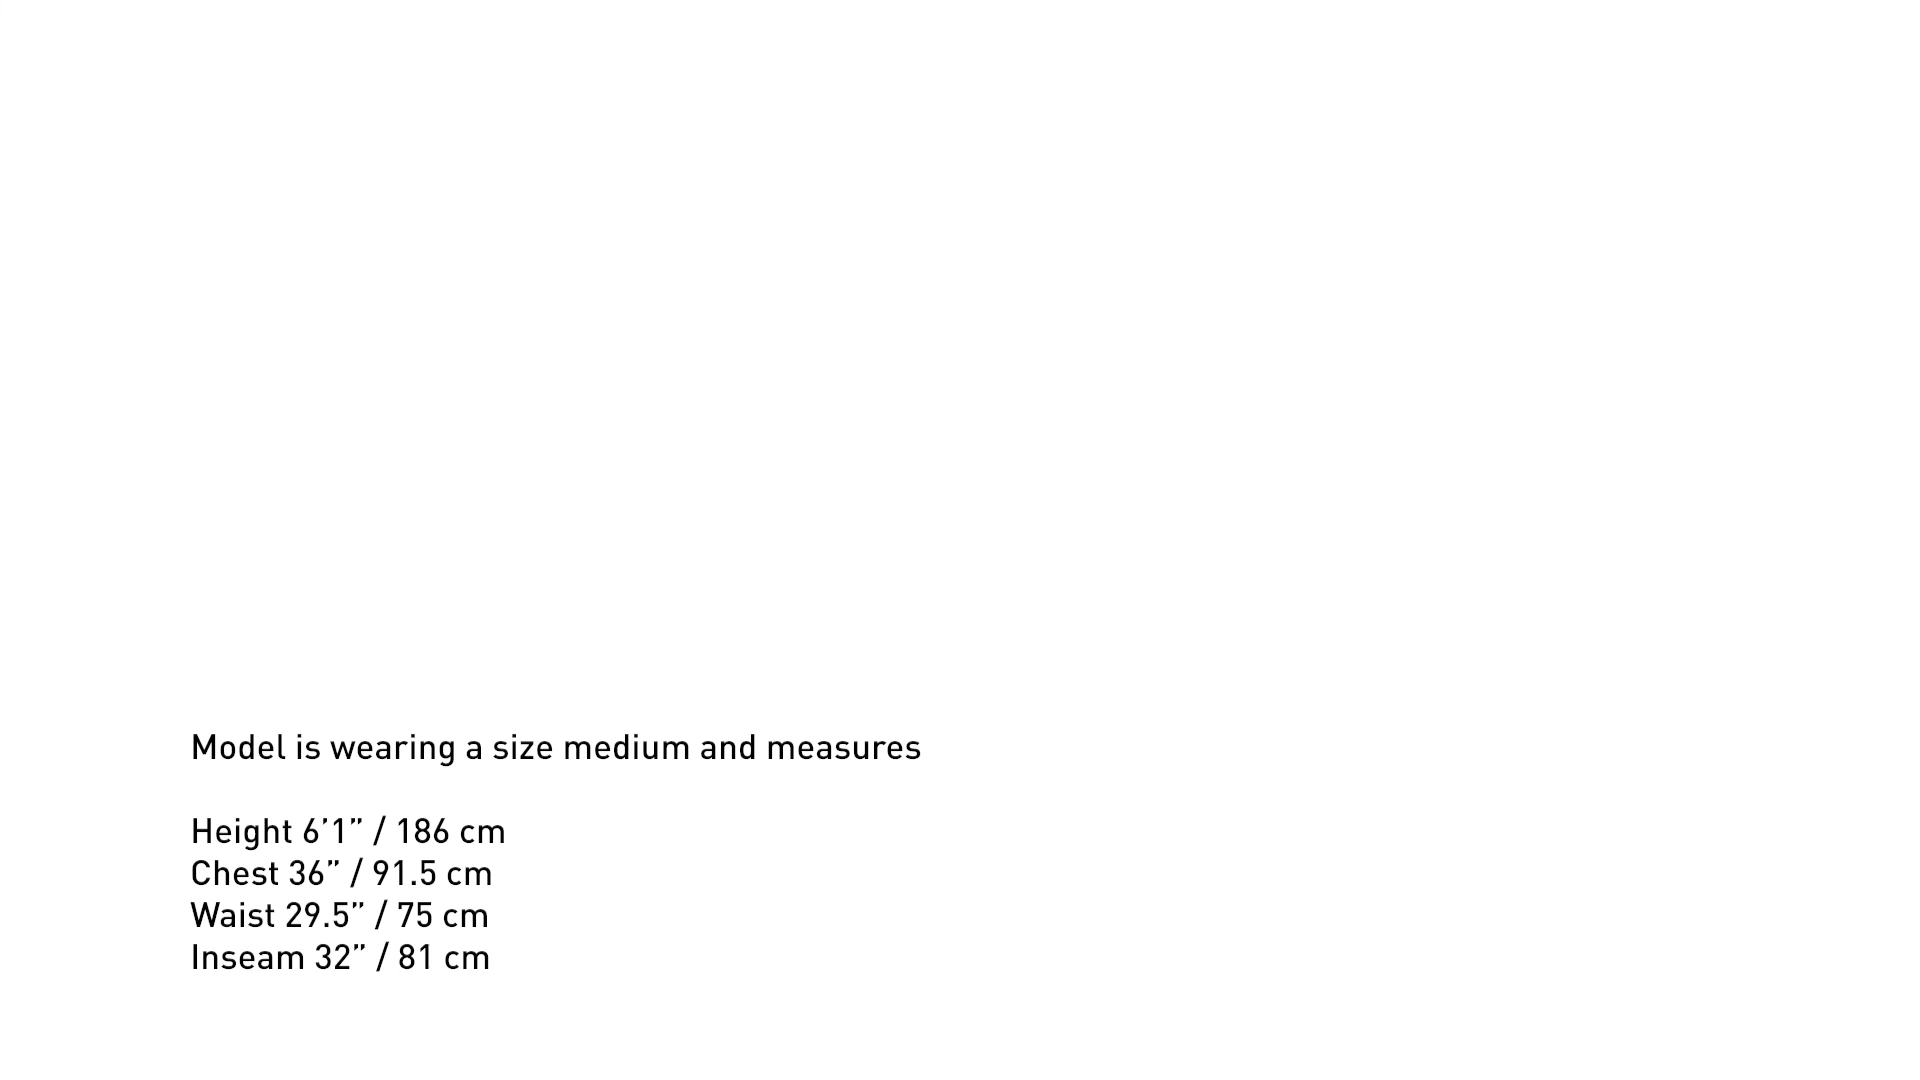 Model is wearing a size medium and measures
Height 6’1” / 186 cm
Chest 36” / 91.5 cm
Waist 29.5” / 75 cm
Inseam 32” / 81 cm